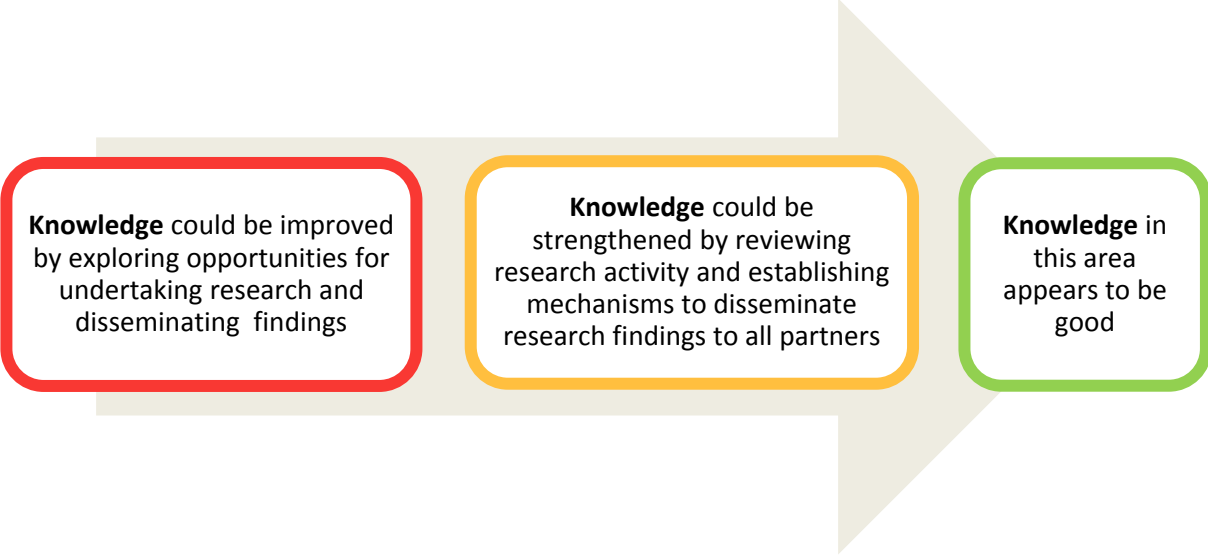 Knowledge could be improved
by exploring opportunities for
undertaking research and
disseminating  findings
Knowledge could be
strengthened by reviewing
research activity and establishing
mechanisms to disseminate
research findings to all partners
Knowledge in
this area
appears to be
good